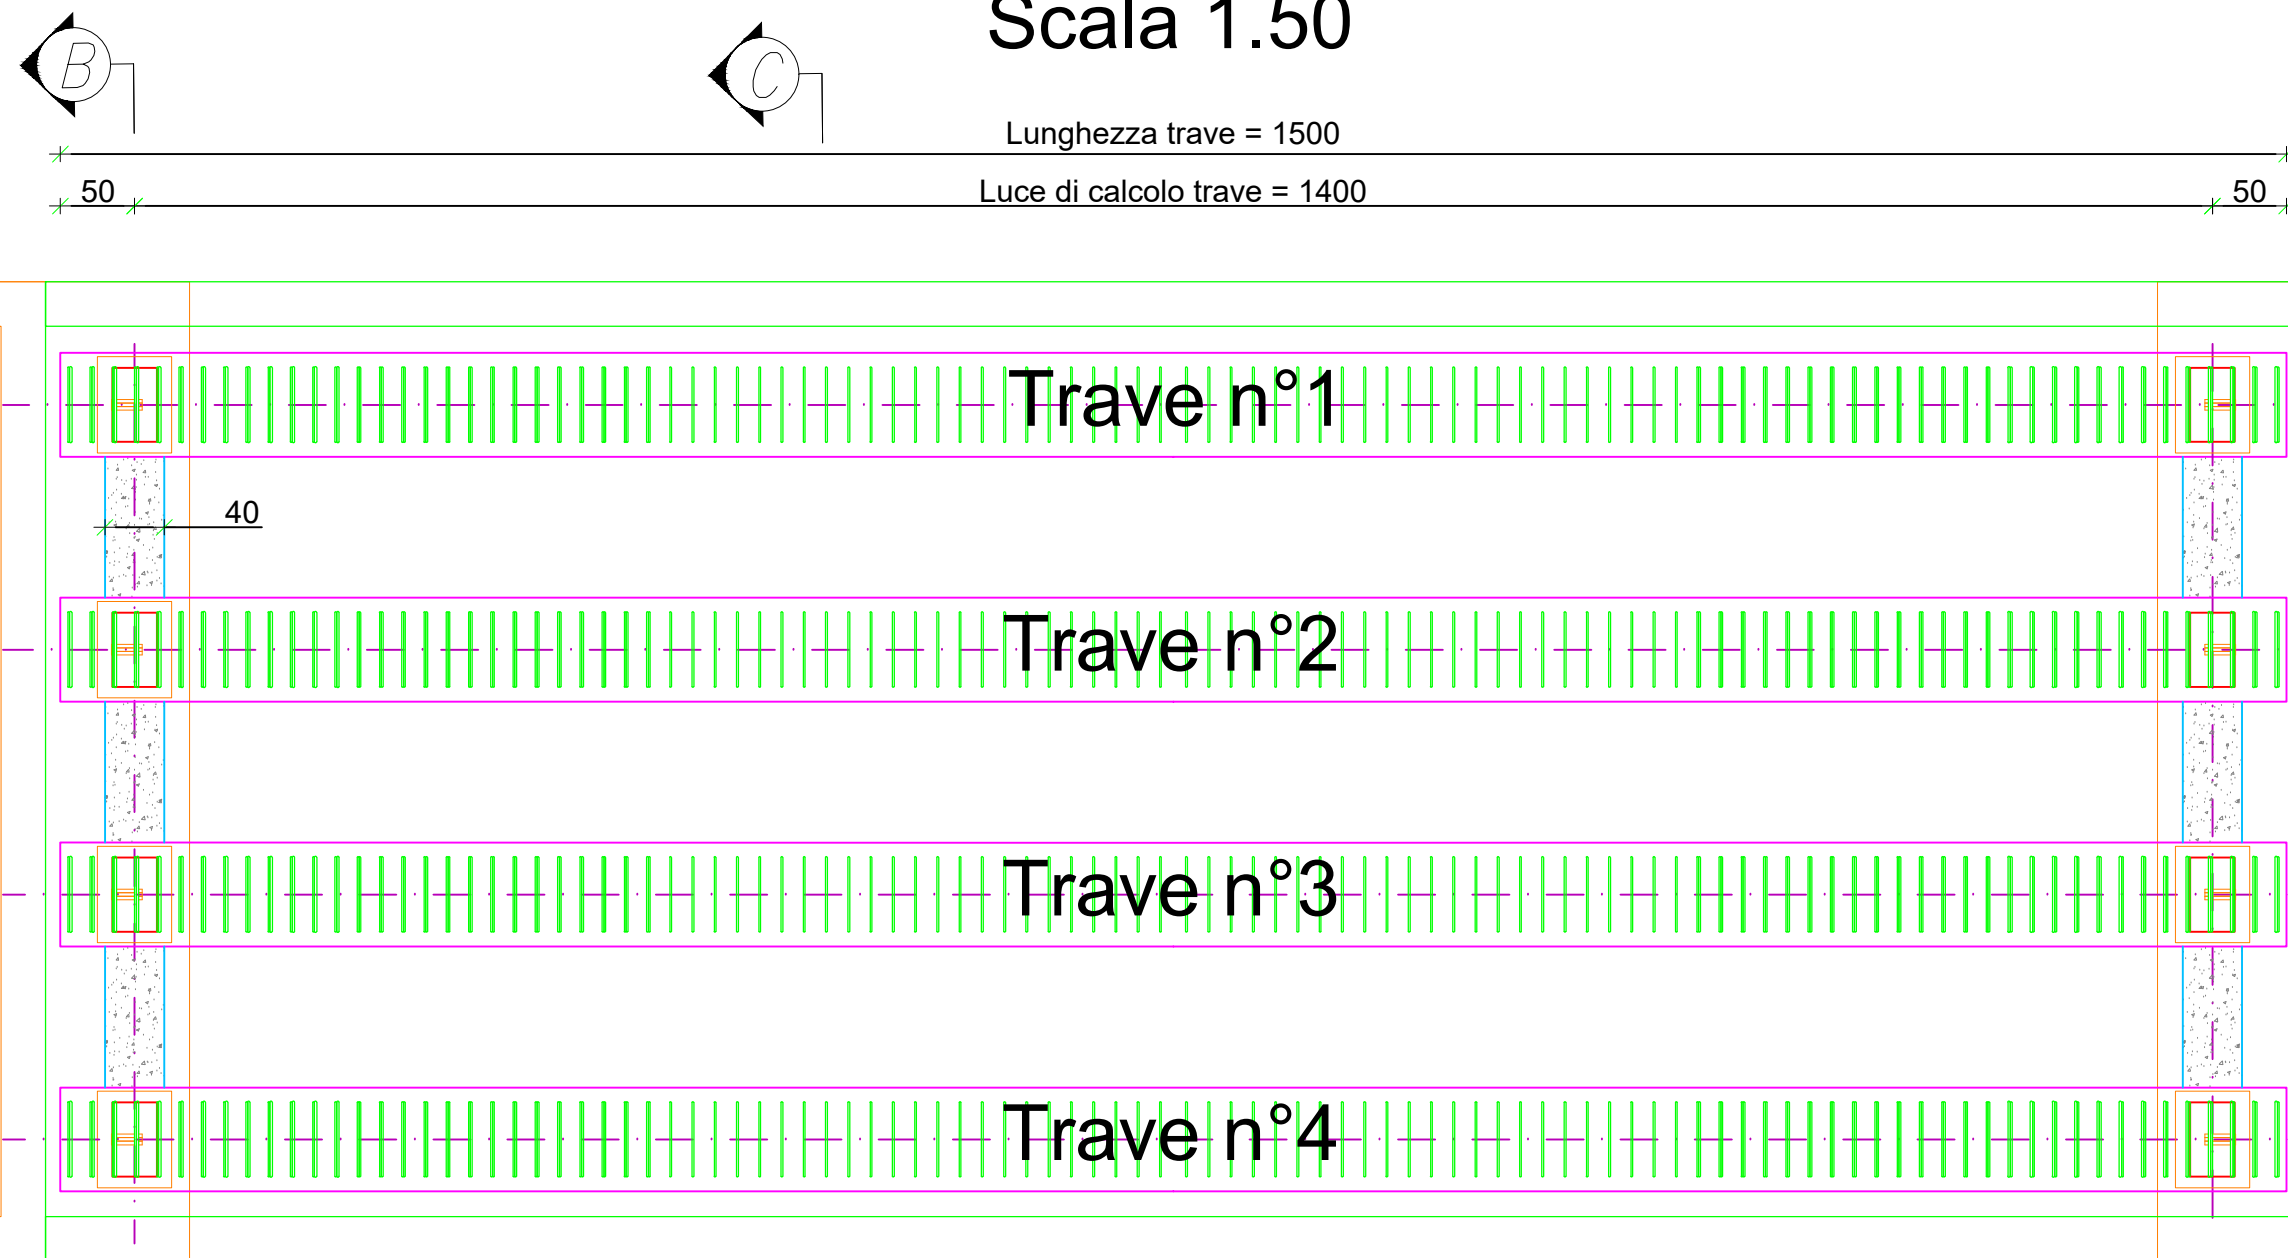 Scala 1.50
B
C
Lunghezza trave = 1500
50
Luce di calcolo trave = 1400
50
Trave n°1
40
Trave n°2
Trave n°3
Trave n°4